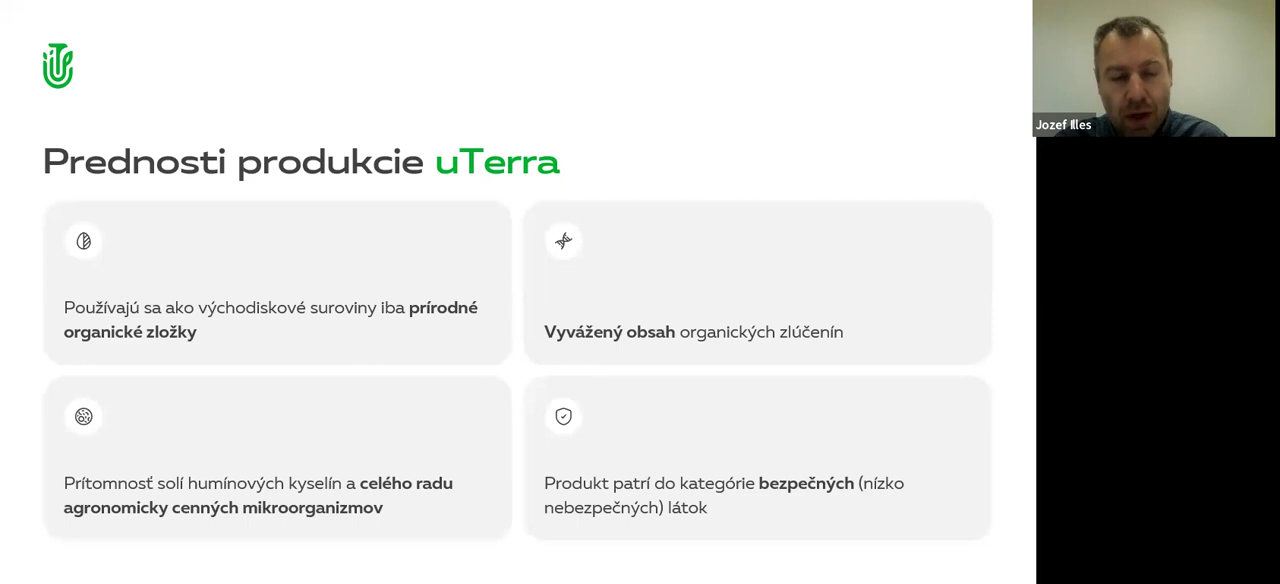 Jozef Illes
Prednosti produkcie uTerra
Používajú sa ako východiskové suroviny iba prírodné
organické zložky
Vyvážený obsah organických zlúčenín
Prítomnosť solí humínových kyselín a celého radu
agronomicky cenných mikroorganizmov
Produkt patrí do kategórie bezpečných (nízko
nebezpečných) látok